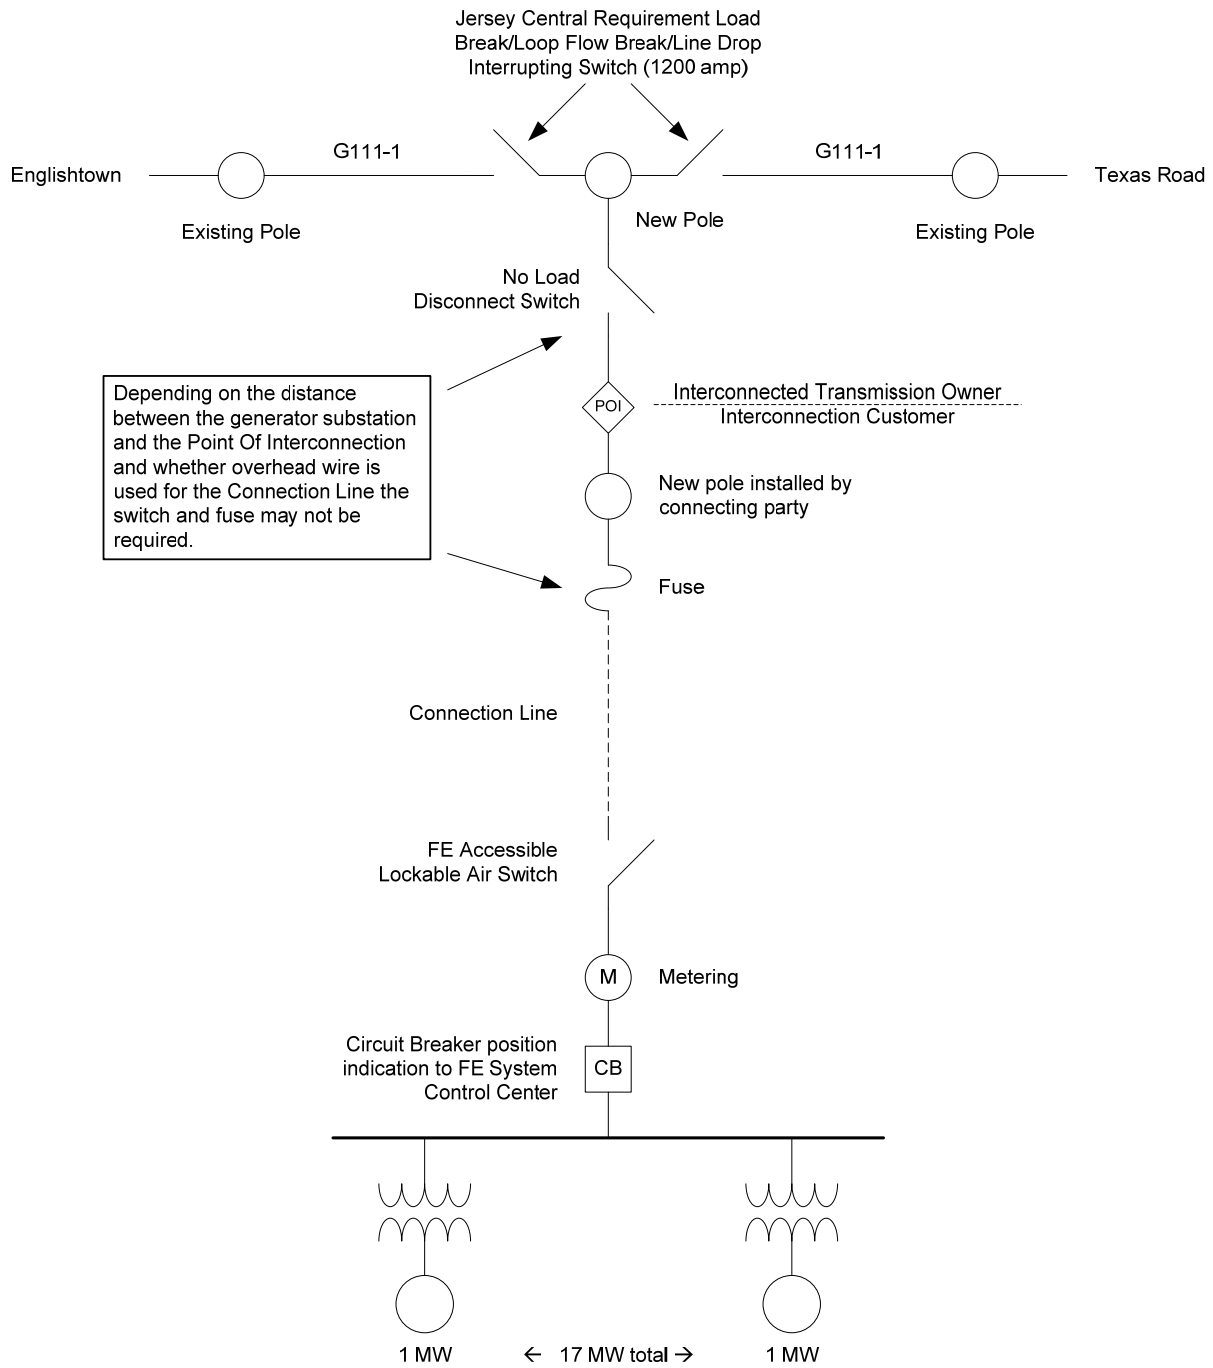 Jersey Central Requirement Load
Break/Loop Flow Break/Line Drop
Interrupting Switch (1200 amp)
G111-1
G111-1
Englishtown
Texas Road
New Pole
Existing Pole
Existing Pole
No Load
Disconnect Switch
Depending on the distance
between the generator substation
and the Point Of Interconnection
and whether overhead wire is
used for the Connection Line the
switch and fuse may not be
required.
POI
Interconnected Transmission Owner
Interconnection Customer
New pole installed by
connecting party
Fuse
Connection Line
FE Accessible
Lockable Air Switch
M
Metering
Circuit Breaker position
indication to FE System
Control Center
CB
1 MW
← 17 MW total →
1 MW